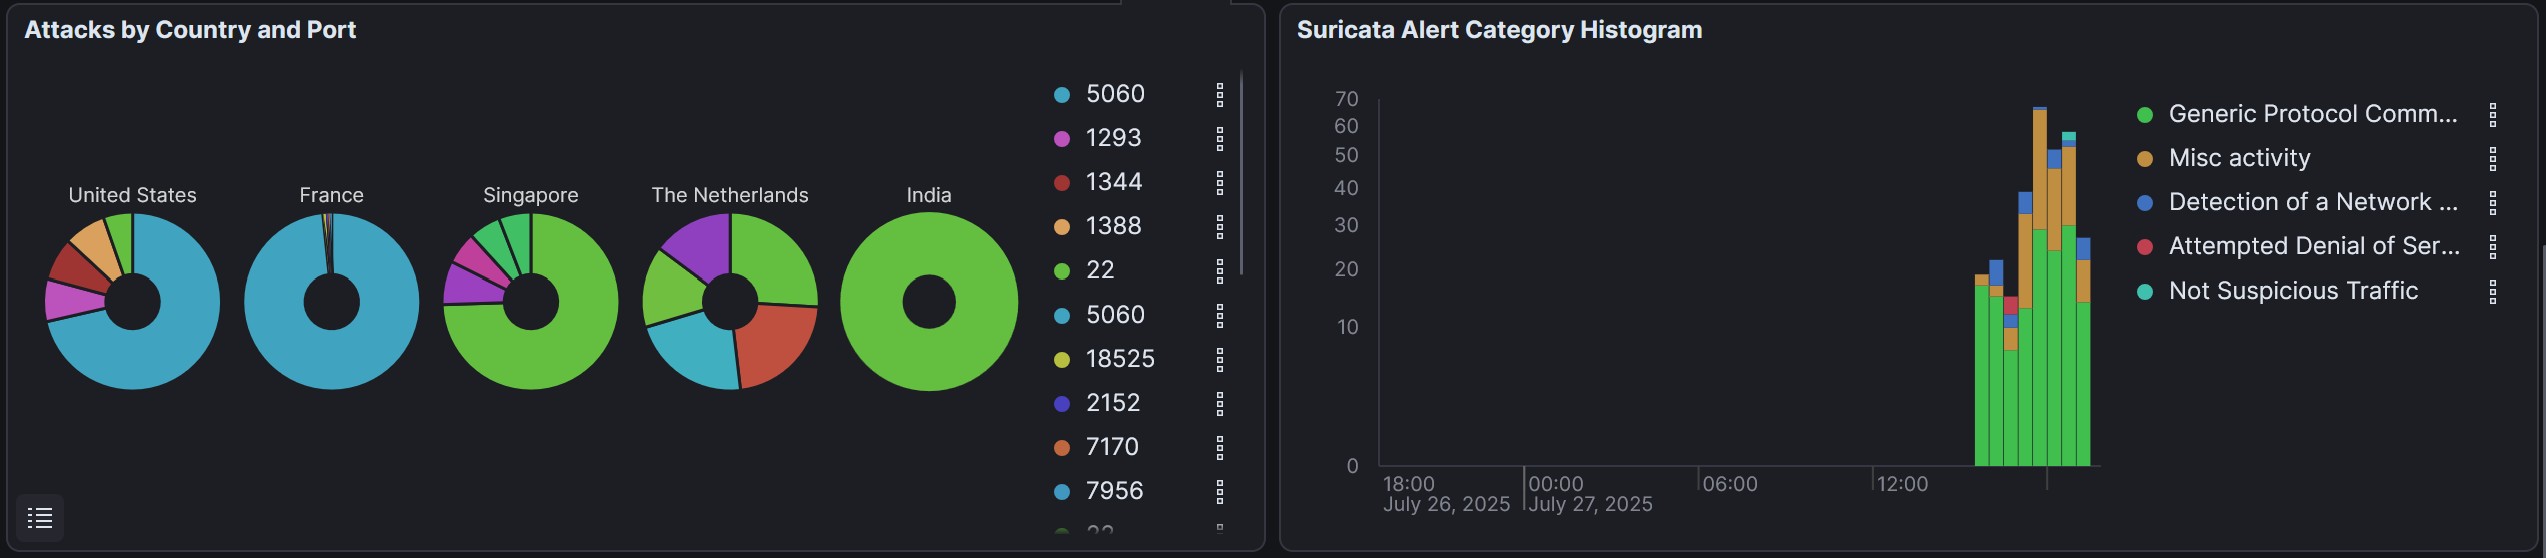 Attacks by Country and Port
United States
France
Singapore
The Netherlands
India
5060
1293
1344
1388
22
5060
18525
2152
7170
7956
Suricata Alert Category Histogram
70
60
50
40
30
20
10
0
18:00
July 26, 2025
00:00
July 27, 2025
06:00
12:00
Generic Protocol Comm...
Misc activity
Detection of a Network ...
Attempted Denial of Ser...
Not Suspicious Traffic